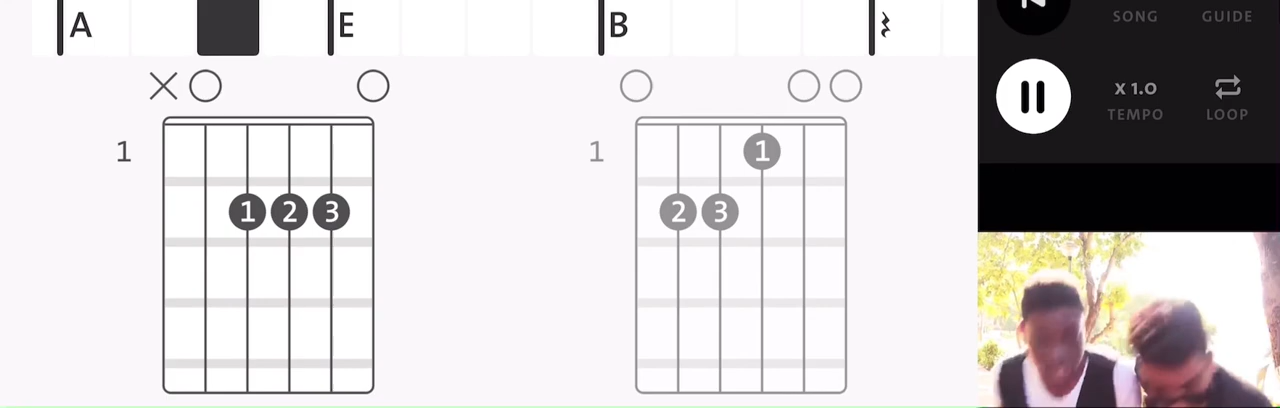 A E B
SONG GUIDE
X 1.0
TEMPO LOOP
1 1
1
1 2 3 2 3